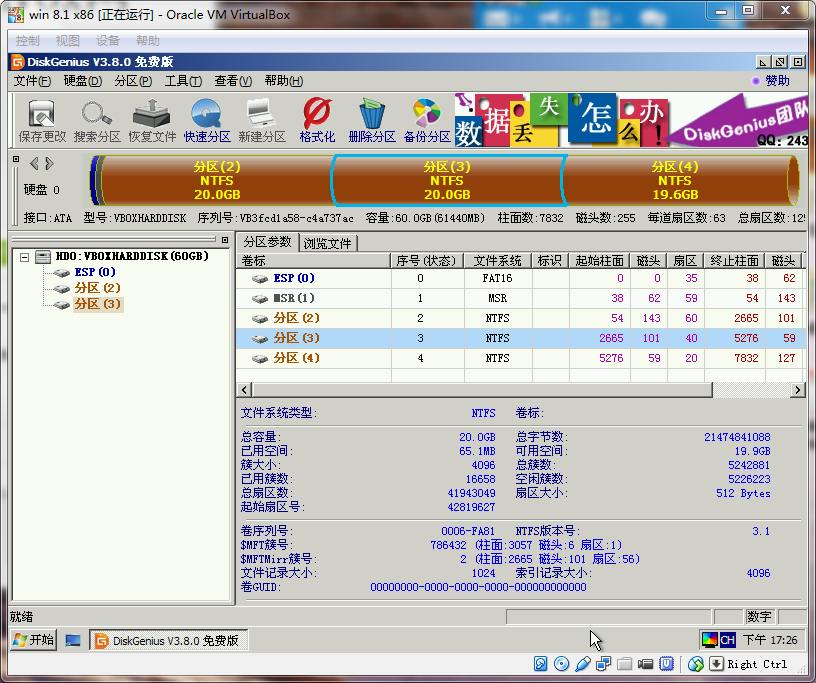 win 8.1 x86 [正在运行] - Oracle VM VirtualBox
控制 视图 设备 帮助
DiskGenius V3.8.0 免费版
文件(F) 硬盘(D) 分区(P) 工具(T) 查看(V) 帮助(H) 赞助
保存更改 搜索分区 恢复文件 快速分区 新建分区 格式化 删除分区 备份分区
数据丢失怎么办! DiskGenius团队
QQ: 243
硬盘 0
分区(2) 分区(3) 分区(4)
NTFS NTFS NTFS
20.0GB 20.0GB 19.6GB
接口:ATA 型号:VBOXHARDDISK 序列号:VB3fcd1a58-c4a737ac 容量:60.0GB(61440MB) 柱面数:7832 磁头数:255 每道扇区数:63 总扇区数:125
HD0:VBOXHARDDISK(60GB)
ESP(0)
分区(2)
分区(3)
分区参数 浏览文件
卷标 序号(状态) 文件系统 标识 起始柱面 磁头 扇区 终止柱面 磁头
ESP(0) 0 FAT16 0 0 35 38 62
MSR(1) 1 MSR 38 62 59 54 143
分区(2) 2 NTFS 54 143 60 2665 101
分区(3) 3 NTFS 2665 101 40 5276 59
分区(4) 4 NTFS 5276 59 20 7832 127
文件系统类型: NTFS 卷标:
总容量: 20.0GB 总字节数: 21474841088
已用空间: 65.1MB 可用空间: 19.9GB
簇大小: 4096 总簇数: 5242881
已用簇数: 16658 空闲簇数: 5226223
总扇区数: 41943049 扇区大小: 512 Bytes
起始扇区号: 42819627
卷序列号: 0006-FA81 NTFS版本号: 3.1
$MFT簇号: 786432 (柱面:3057 磁头:6 扇区:1)
$MFTMirr簇号: 2 (柱面:2665 磁头:101 扇区:56)
文件记录大小: 1024 索引记录大小: 4096
卷GUID: 00000000-0000-0000-0000-000000000000
就绪 数字
开始 DiskGenius V3.8.0 免费版 CH 下午 17:26
Right Ctrl